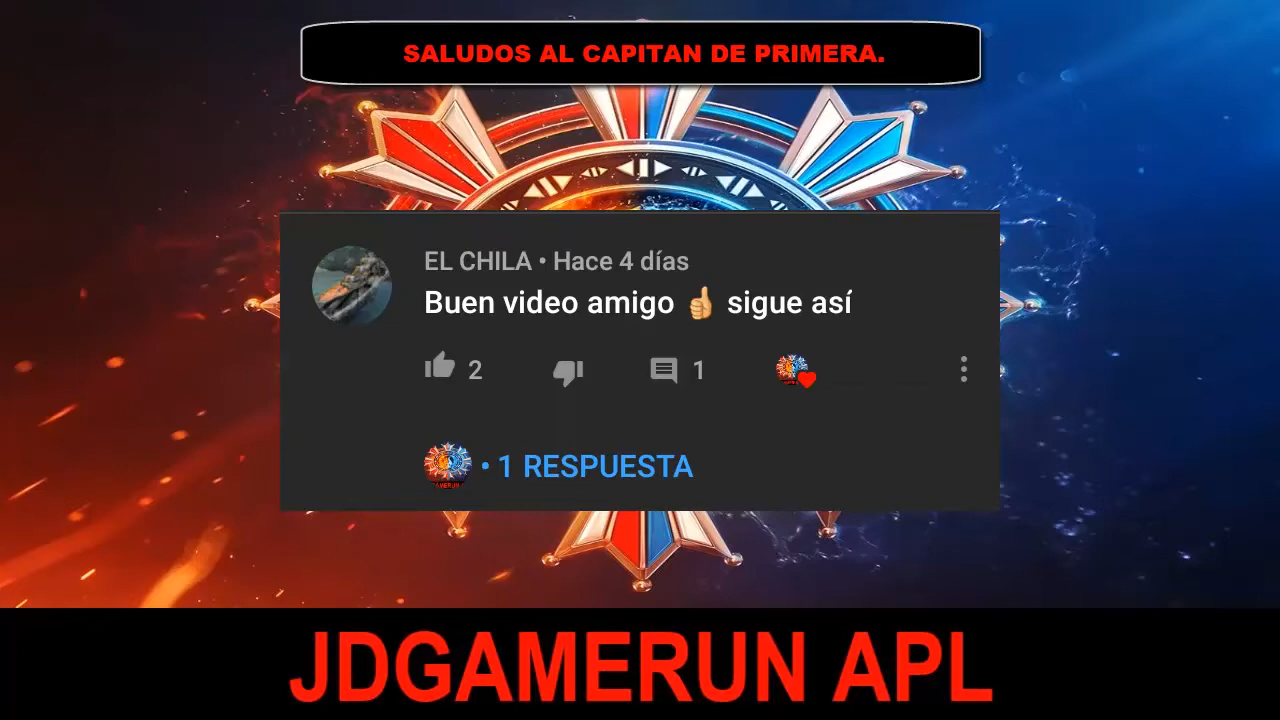 SALUDOS AL CAPITAN DE PRIMERA.
EL CHILA • Hace 4 días
Buen video amigo 👍 sigue así
2 1
• 1 RESPUESTA
JDGAMERUN APL